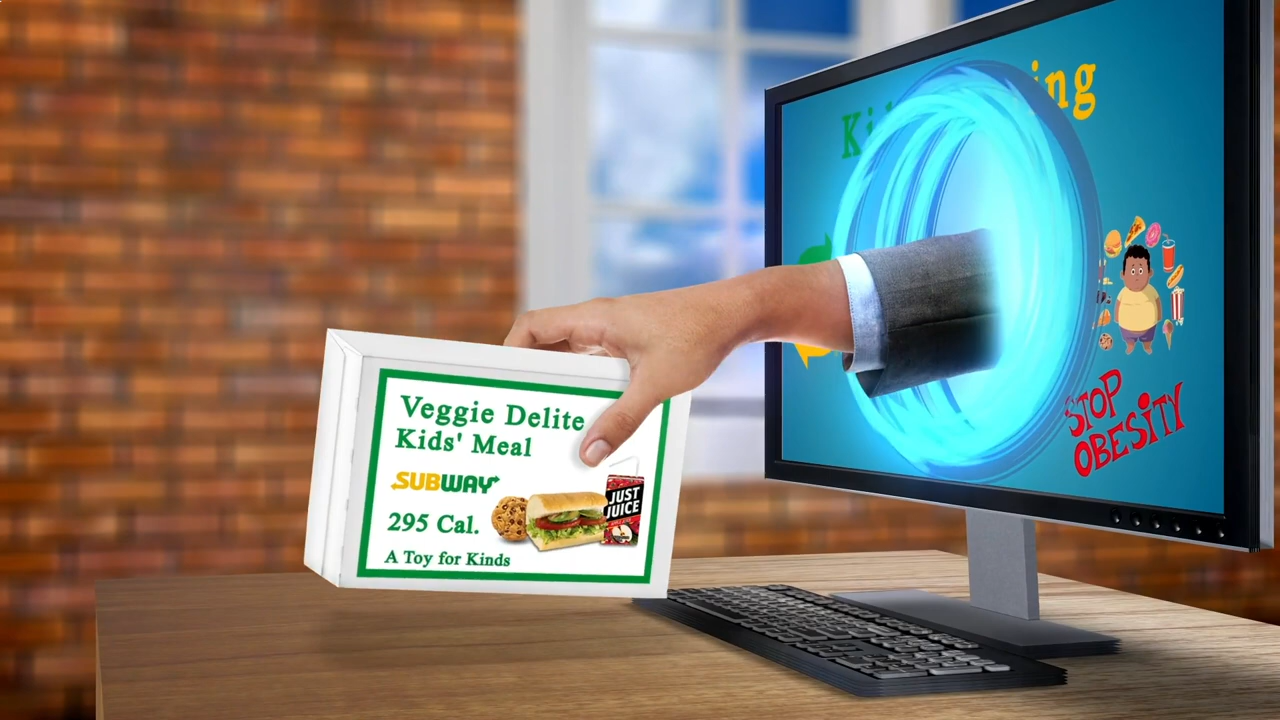 Veggie Delite
Kids' Meal
SUBWAY
295 Cal.
A Toy for Kinds
JUST
JUICE
STOP
OBESITY